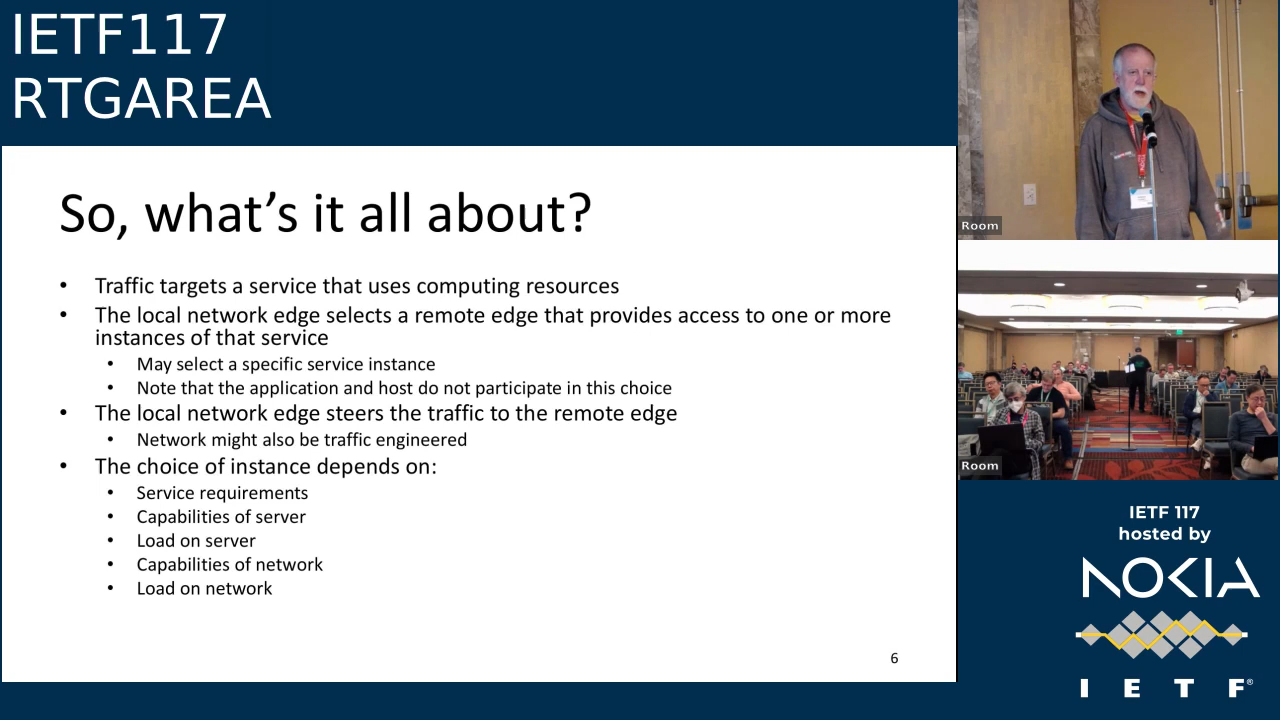 IETF117
RTGAREA
So, what's it all about?
• Traffic targets a service that uses computing resources
• The local network edge selects a remote edge that provides access to one or more
instances of that service
• May select a specific service instance
• Note that the application and host do not participate in this choice
• The local network edge steers the traffic to the remote edge
• Network might also be traffic engineered
• The choice of instance depends on:
• Service requirements
• Capabilities of server
• Load on server
• Capabilities of network
• Load on network
6
Room
Room
IETF 117
hosted by
NOKIA
I E T F®